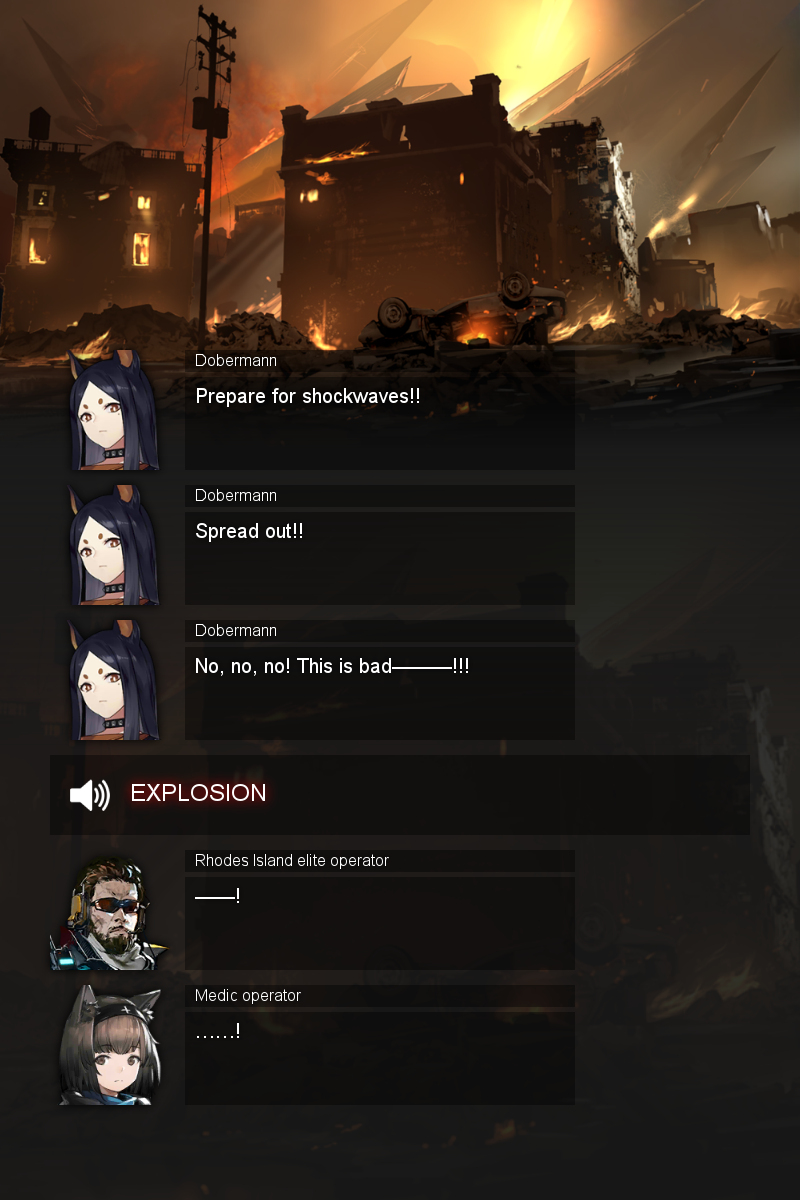 Dobermann
Prepare for shockwaves!!
Dobermann
Spread out!!
Dobermann
No, no, no! This is bad———!!!
EXPLOSION
Rhodes Island elite operator
——!
Medic operator
……!